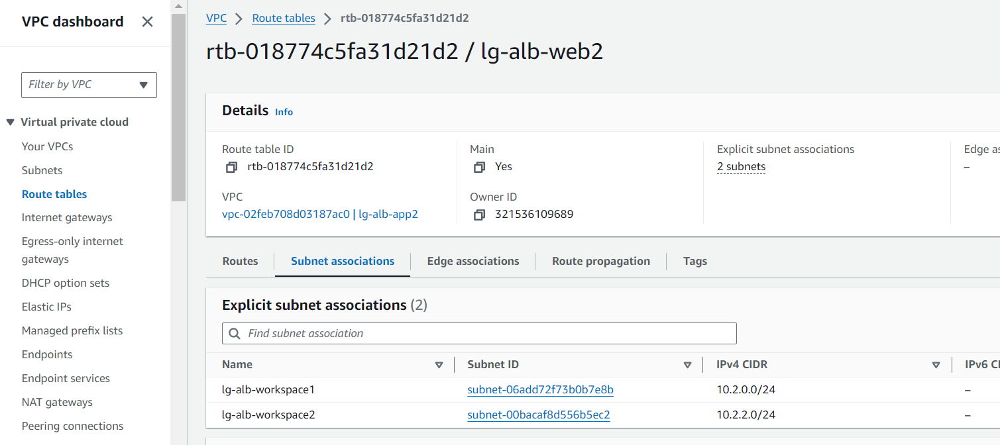 VPC dashboard
Filter by VPC
Virtual private cloud
Your VPCs
Subnets
Route tables
Internet gateways
Egress-only internet
gateways
DHCP option sets
Elastic IPs
Managed prefix lists
Endpoints
Endpoint services
NAT gateways
Peering connections
VPC > Route tables > rtb-018774c5fa31d21d2
rtb-018774c5fa31d21d2 / lg-alb-web2
Details Info
Route table ID
rtb-018774c5fa31d21d2
VPC
vpc-02feb708d03187ac0 | lg-alb-app2
Main
Yes
Owner ID
321536109689
Explicit subnet associations
2 subnets
Edge as
–
Routes Subnet associations Edge associations Route propagation Tags
Explicit subnet associations (2)
Find subnet association
Name Subnet ID IPv4 CIDR IPv6 CI
lg-alb-workspace1 subnet-06add72f73b0b7e8b 10.2.0.0/24 –
lg-alb-workspace2 subnet-00bacaf8d556b5ec2 10.2.2.0/24 –